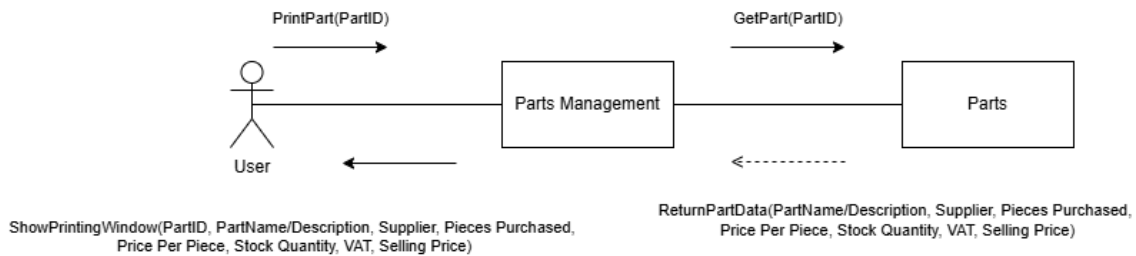 PrintPart(PartID)
GetPart(PartID)
Parts Management
Parts
User
ShowPrintingWindow(PartID, PartName/Description, Supplier, Pieces Purchased,
Price Per Piece, Stock Quantity, VAT, Selling Price)
ReturnPartData(PartName/Description, Supplier, Pieces Purchased,
Price Per Piece, Stock Quantity, VAT, Selling Price)